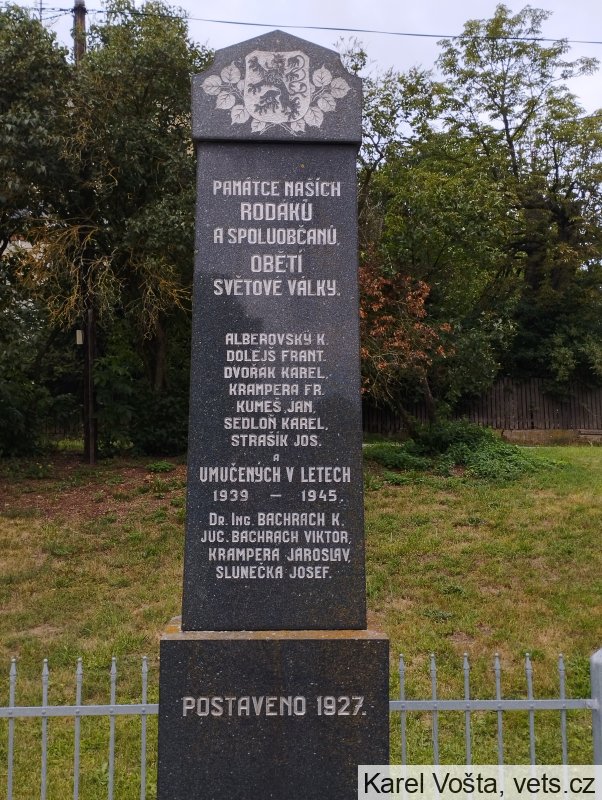 PAMÁTCE NAŠÍCH
RODÁKŮ
A SPOLUOBČANŮ,
OBĚTÍ
SVĚTOVÉ VÁLKY.
ALBEROVSKÝ K.
DOLEJŠ FRANT.
DVOŘÁK KAREL,
KRAMPERA FR.
KUMEŠ JAN,
SEDLOŇ KAREL,
STRAŠÍK JOS.
A
UMUČENÝCH V LETECH
1939 — 1945.
DR. ING. BACHRACH K.
JUC. BACHRACH VIKTOR,
KRAMPERA JAROSLAV,
SLUNEČKA JOSEF.
POSTAVENO 1927.
Karel Vošta, vets.cz